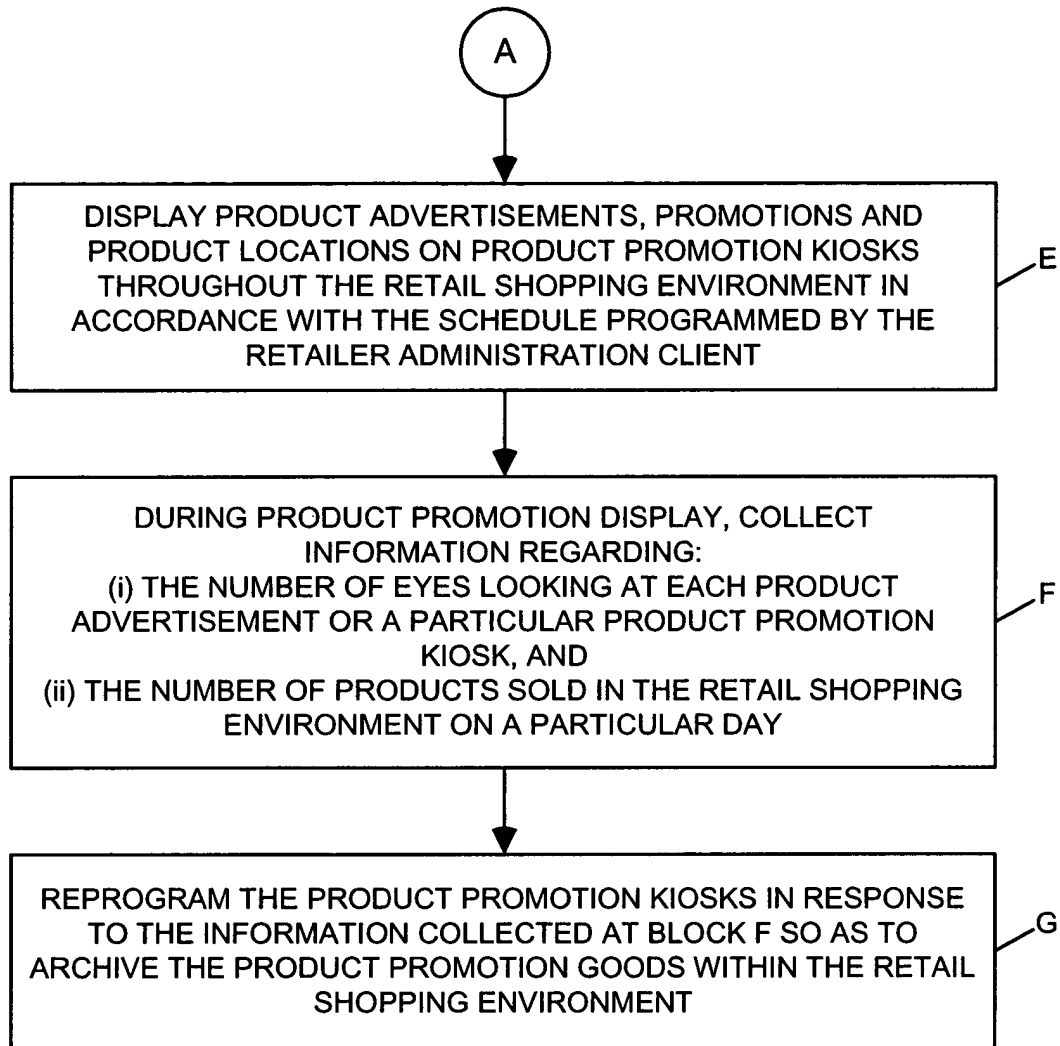 A
DISPLAY PRODUCT ADVERTISEMENTS, PROMOTIONS AND
PRODUCT LOCATIONS ON PRODUCT PROMOTION KIOSKS
THROUGHOUT THE RETAIL SHOPPING ENVIRONMENT IN
ACCORDANCE WITH THE SCHEDULE PROGRAMMED BY THE
RETAILER ADMINISTRATION CLIENT
E
DURING PRODUCT PROMOTION DISPLAY, COLLECT
INFORMATION REGARDING:
(i) THE NUMBER OF EYES LOOKING AT EACH PRODUCT
ADVERTISEMENT OR A PARTICULAR PRODUCT PROMOTION
KIOSK, AND
(ii) THE NUMBER OF PRODUCTS SOLD IN THE RETAIL SHOPPING
ENVIRONMENT ON A PARTICULAR DAY
F
REPROGRAM THE PRODUCT PROMOTION KIOSKS IN RESPONSE
TO THE INFORMATION COLLECTED AT BLOCK F SO AS TO
ARCHIVE THE PRODUCT PROMOTION GOODS WITHIN THE RETAIL
SHOPPING ENVIRONMENT
G